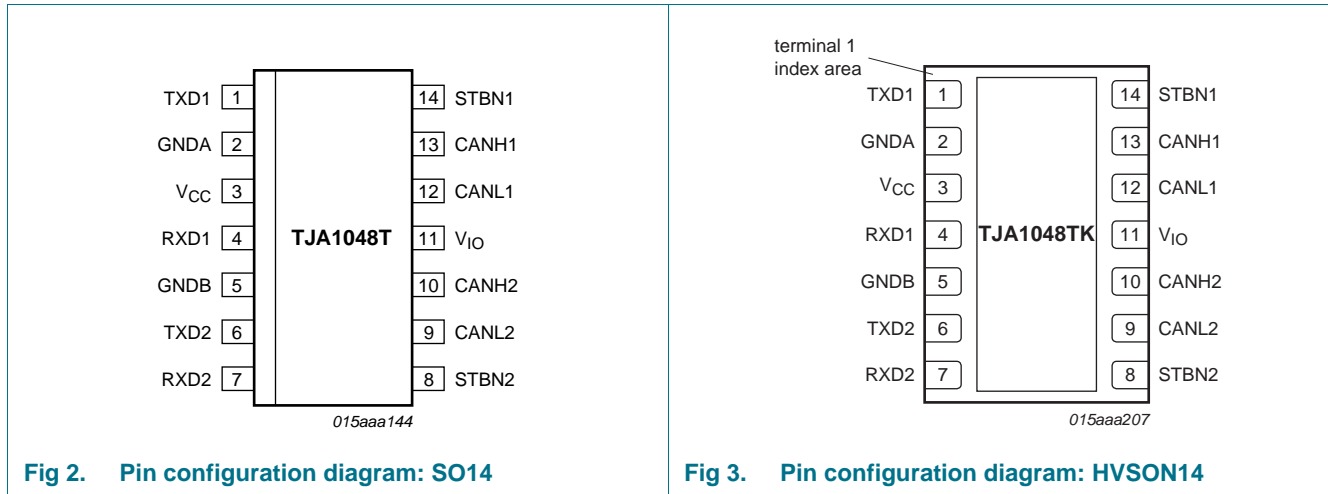 TXD1 1 14 STBN1
GNDA 2 13 CANH1
VCC 3 12 CANL1
RXD1 4 TJA1048T 11 VIO
GNDB 5 10 CANH2
TXD2 6 9 CANL2
RXD2 7 8 STBN2
015aaa144
Fig 2. Pin configuration diagram: SO14
terminal 1
index area
TXD1 1 14 STBN1
GNDA 2 13 CANH1
VCC 3 12 CANL1
RXD1 4 TJA1048TK 11 VIO
GNDB 5 10 CANH2
TXD2 6 9 CANL2
RXD2 7 8 STBN2
015aaa207
Fig 3. Pin configuration diagram: HVSON14